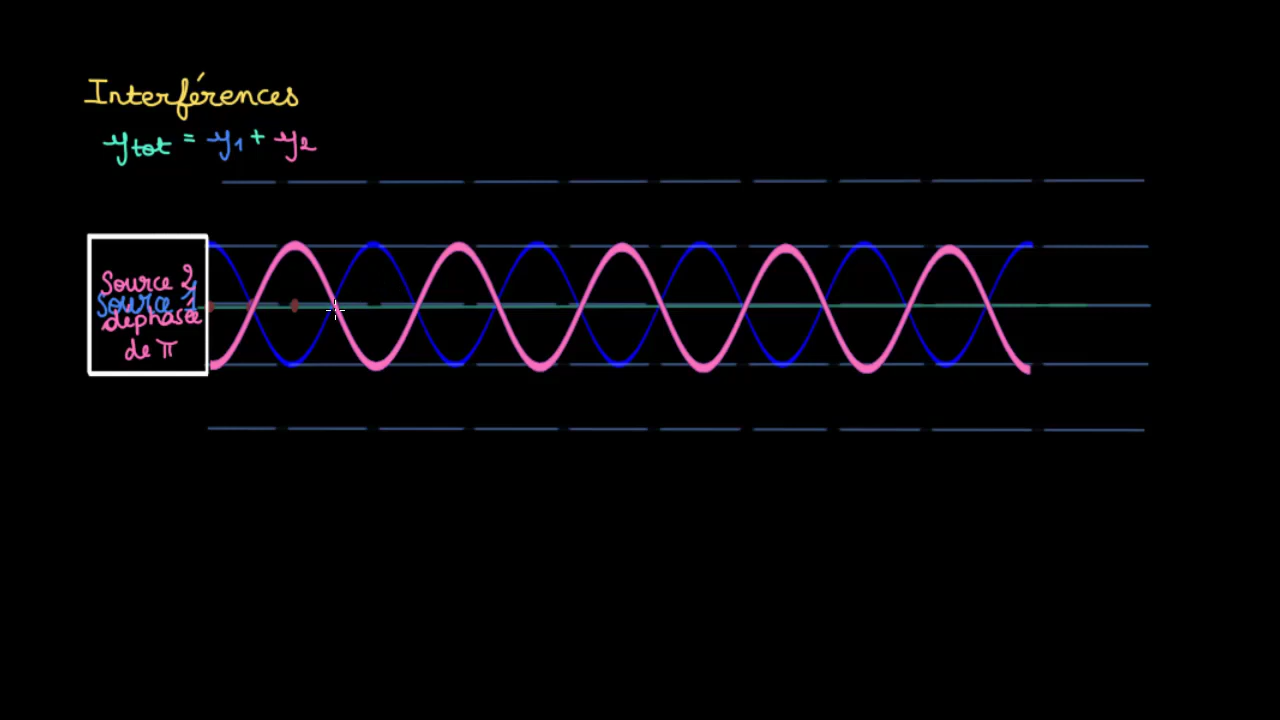 Interférences
ytot = y1 + y2
Source 2
Source 1
déphasée
de π